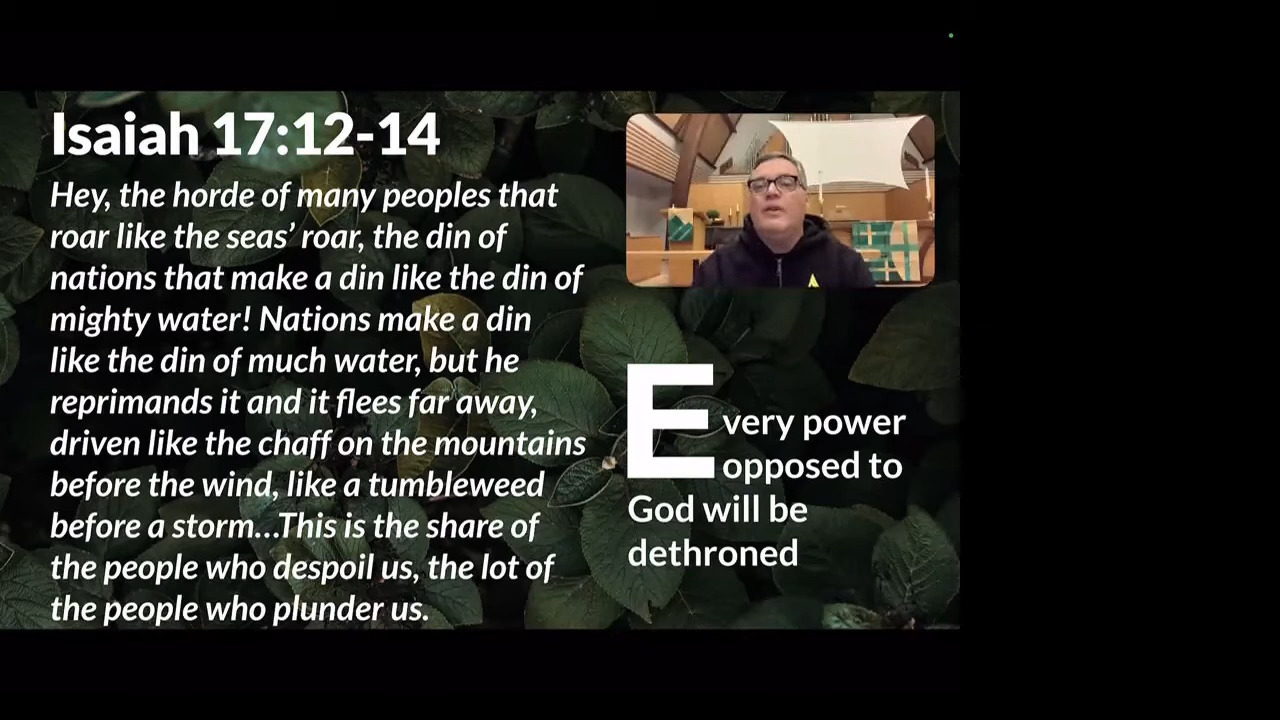 Isaiah 17:12-14
Hey, the horde of many peoples that
roar like the seas’ roar, the din of
nations that make a din like the din of
mighty water! Nations make a din
like the din of much water, but he
reprimands it and it flees far away,
driven like the chaff on the mountains
before the wind, like a tumbleweed
before a storm…This is the share of
the people who despoil us, the lot of
the people who plunder us.
Every power
opposed to
God will be
dethroned